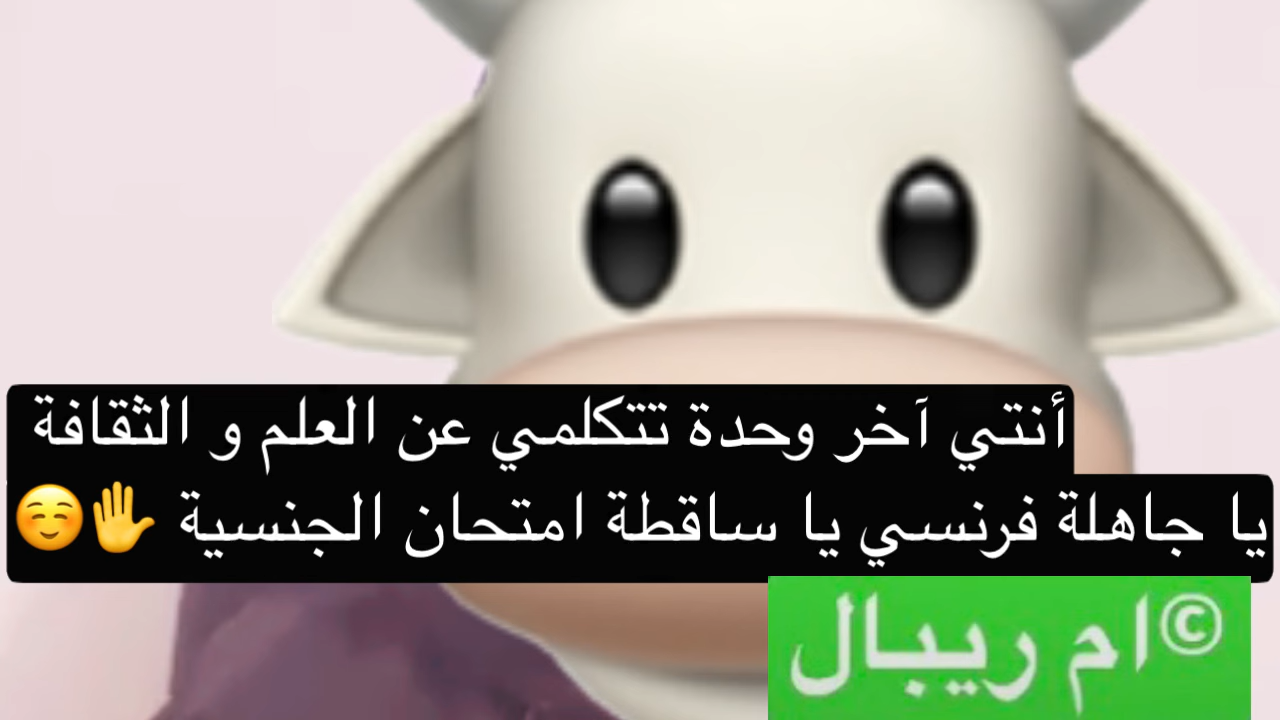 أنتي آخر وحدة تتكلمي عن العلم و الثقافة
يا جاهلة فرنسي يا ساقطة امتحان الجنسية ✋☺️
©ام ريبال